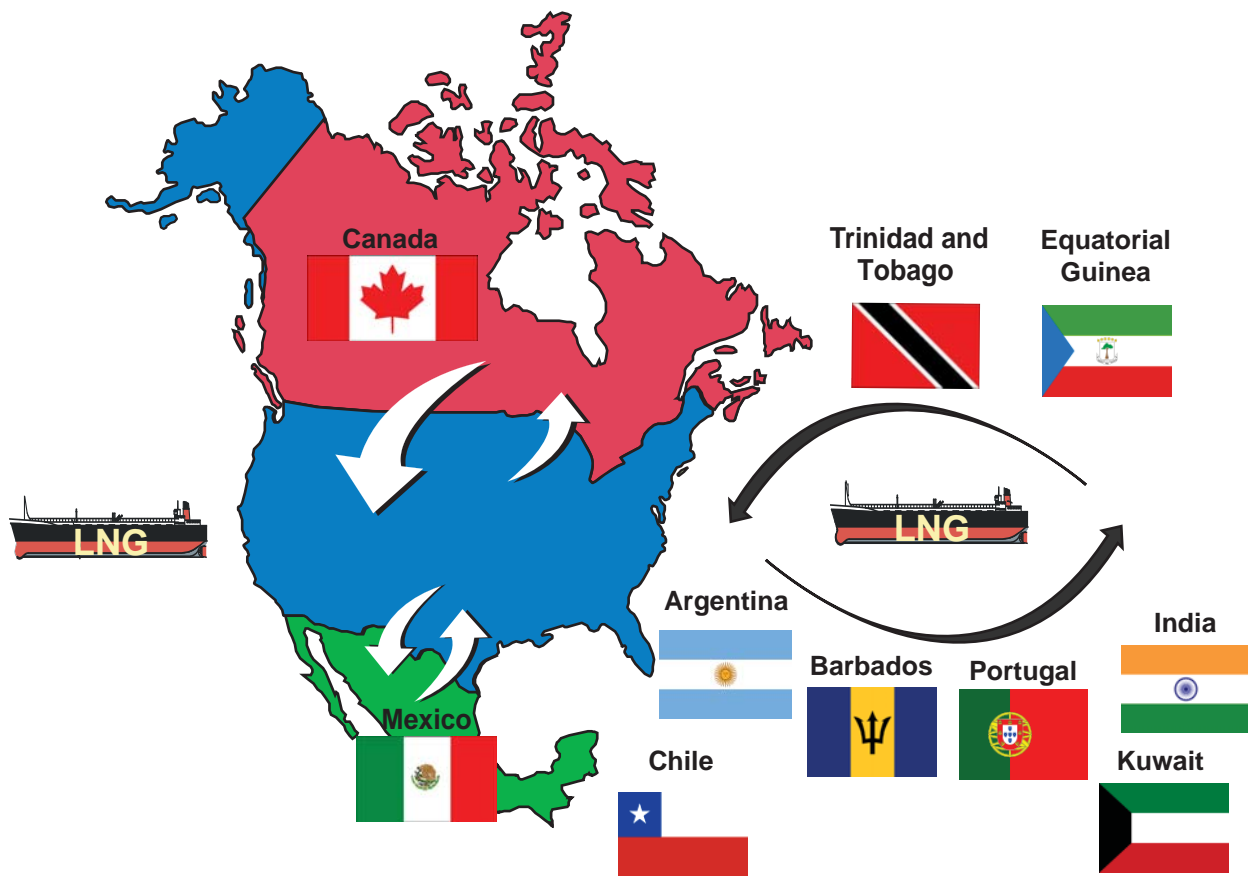 Canada
Trinidad and
Tobago
Equatorial
Guinea
LNG
LNG
Argentina
India
Barbados
Portugal
Mexico
Chile
Kuwait